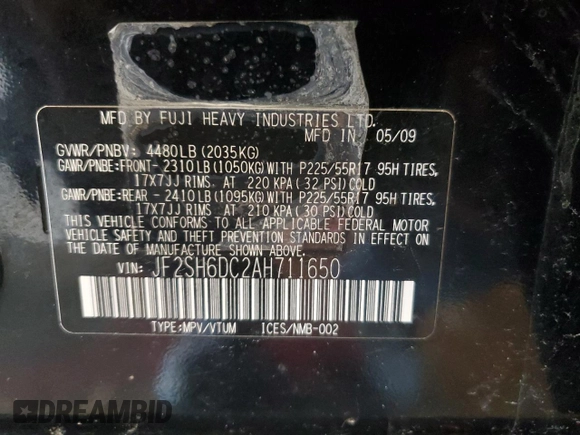 MFD BY FUJI HEAVY INDUSTRIES LTD.
MFD IN 05/09
GVWR/PNBV: 4480LB (2035KG)
GAWR/PNBE:FRONT- 2310LB(1050KG)WITH P225/55R17 95H TIRES,
17X7JJ RIMS. AT 220 KPA(32 PSI)COLD
GAWR/PNBE:REAR -2410LB(1095KG)WITH P225/55R17 95H TIRES,
17X7JJ RIMS. AT 210 KPA(30 PSI)COLD
THIS VEHICLE CONFORMS TO ALL APPLICABLE FEDERAL MOTOR
VEHICLE SAFETY AND THEFT PREVENTION STANDARDS IN EFFECT ON
THE DATE OF MANUFACTURE SHOWN ABOVE.
VIN: JF2SH6DC2AH711650
TYPE:MPV/VTUM ICES/NMB-002
DREAMBID